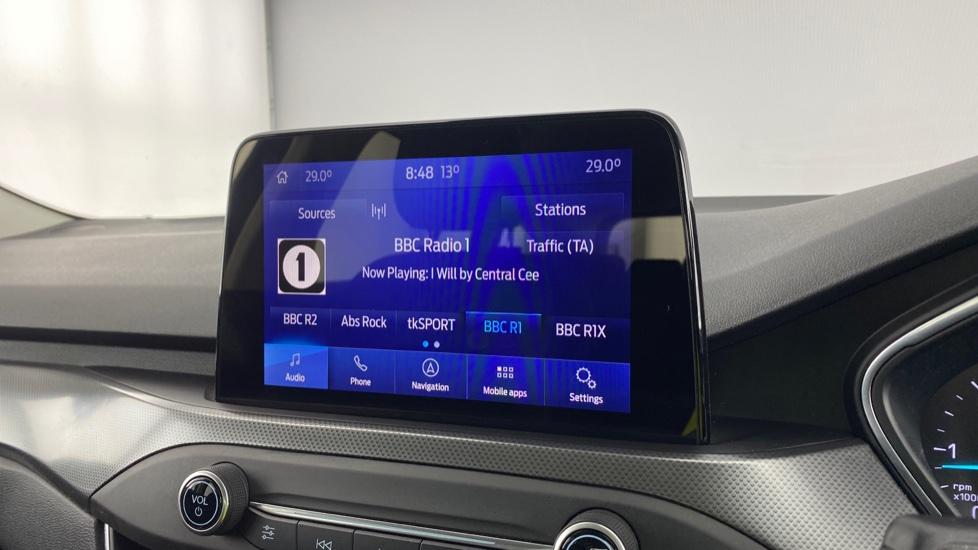 29.0° 8:48 13° 29.0°
Sources Stations
BBC Radio 1 Traffic (TA)
1
Now Playing: I Will by Central Cee
BBC R2 Abs Rock tkSPORT BBC R1 BBC R1X
Audio Phone Navigation Mobile apps Settings
VOL
1
rpm
x1000